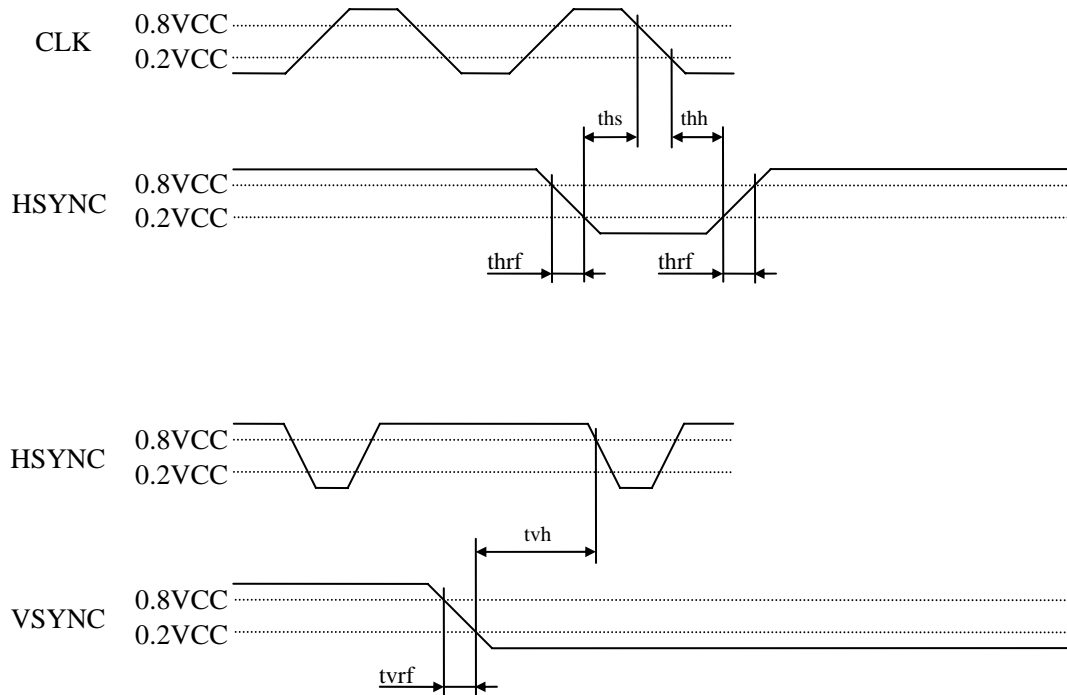 0.8VCC
CLK
0.2VCC
ths
thh
0.8VCC
HSYNC
0.2VCC
thrf
thrf
0.8VCC
HSYNC
0.2VCC
tvh
0.8VCC
VSYNC
0.2VCC
tvrf